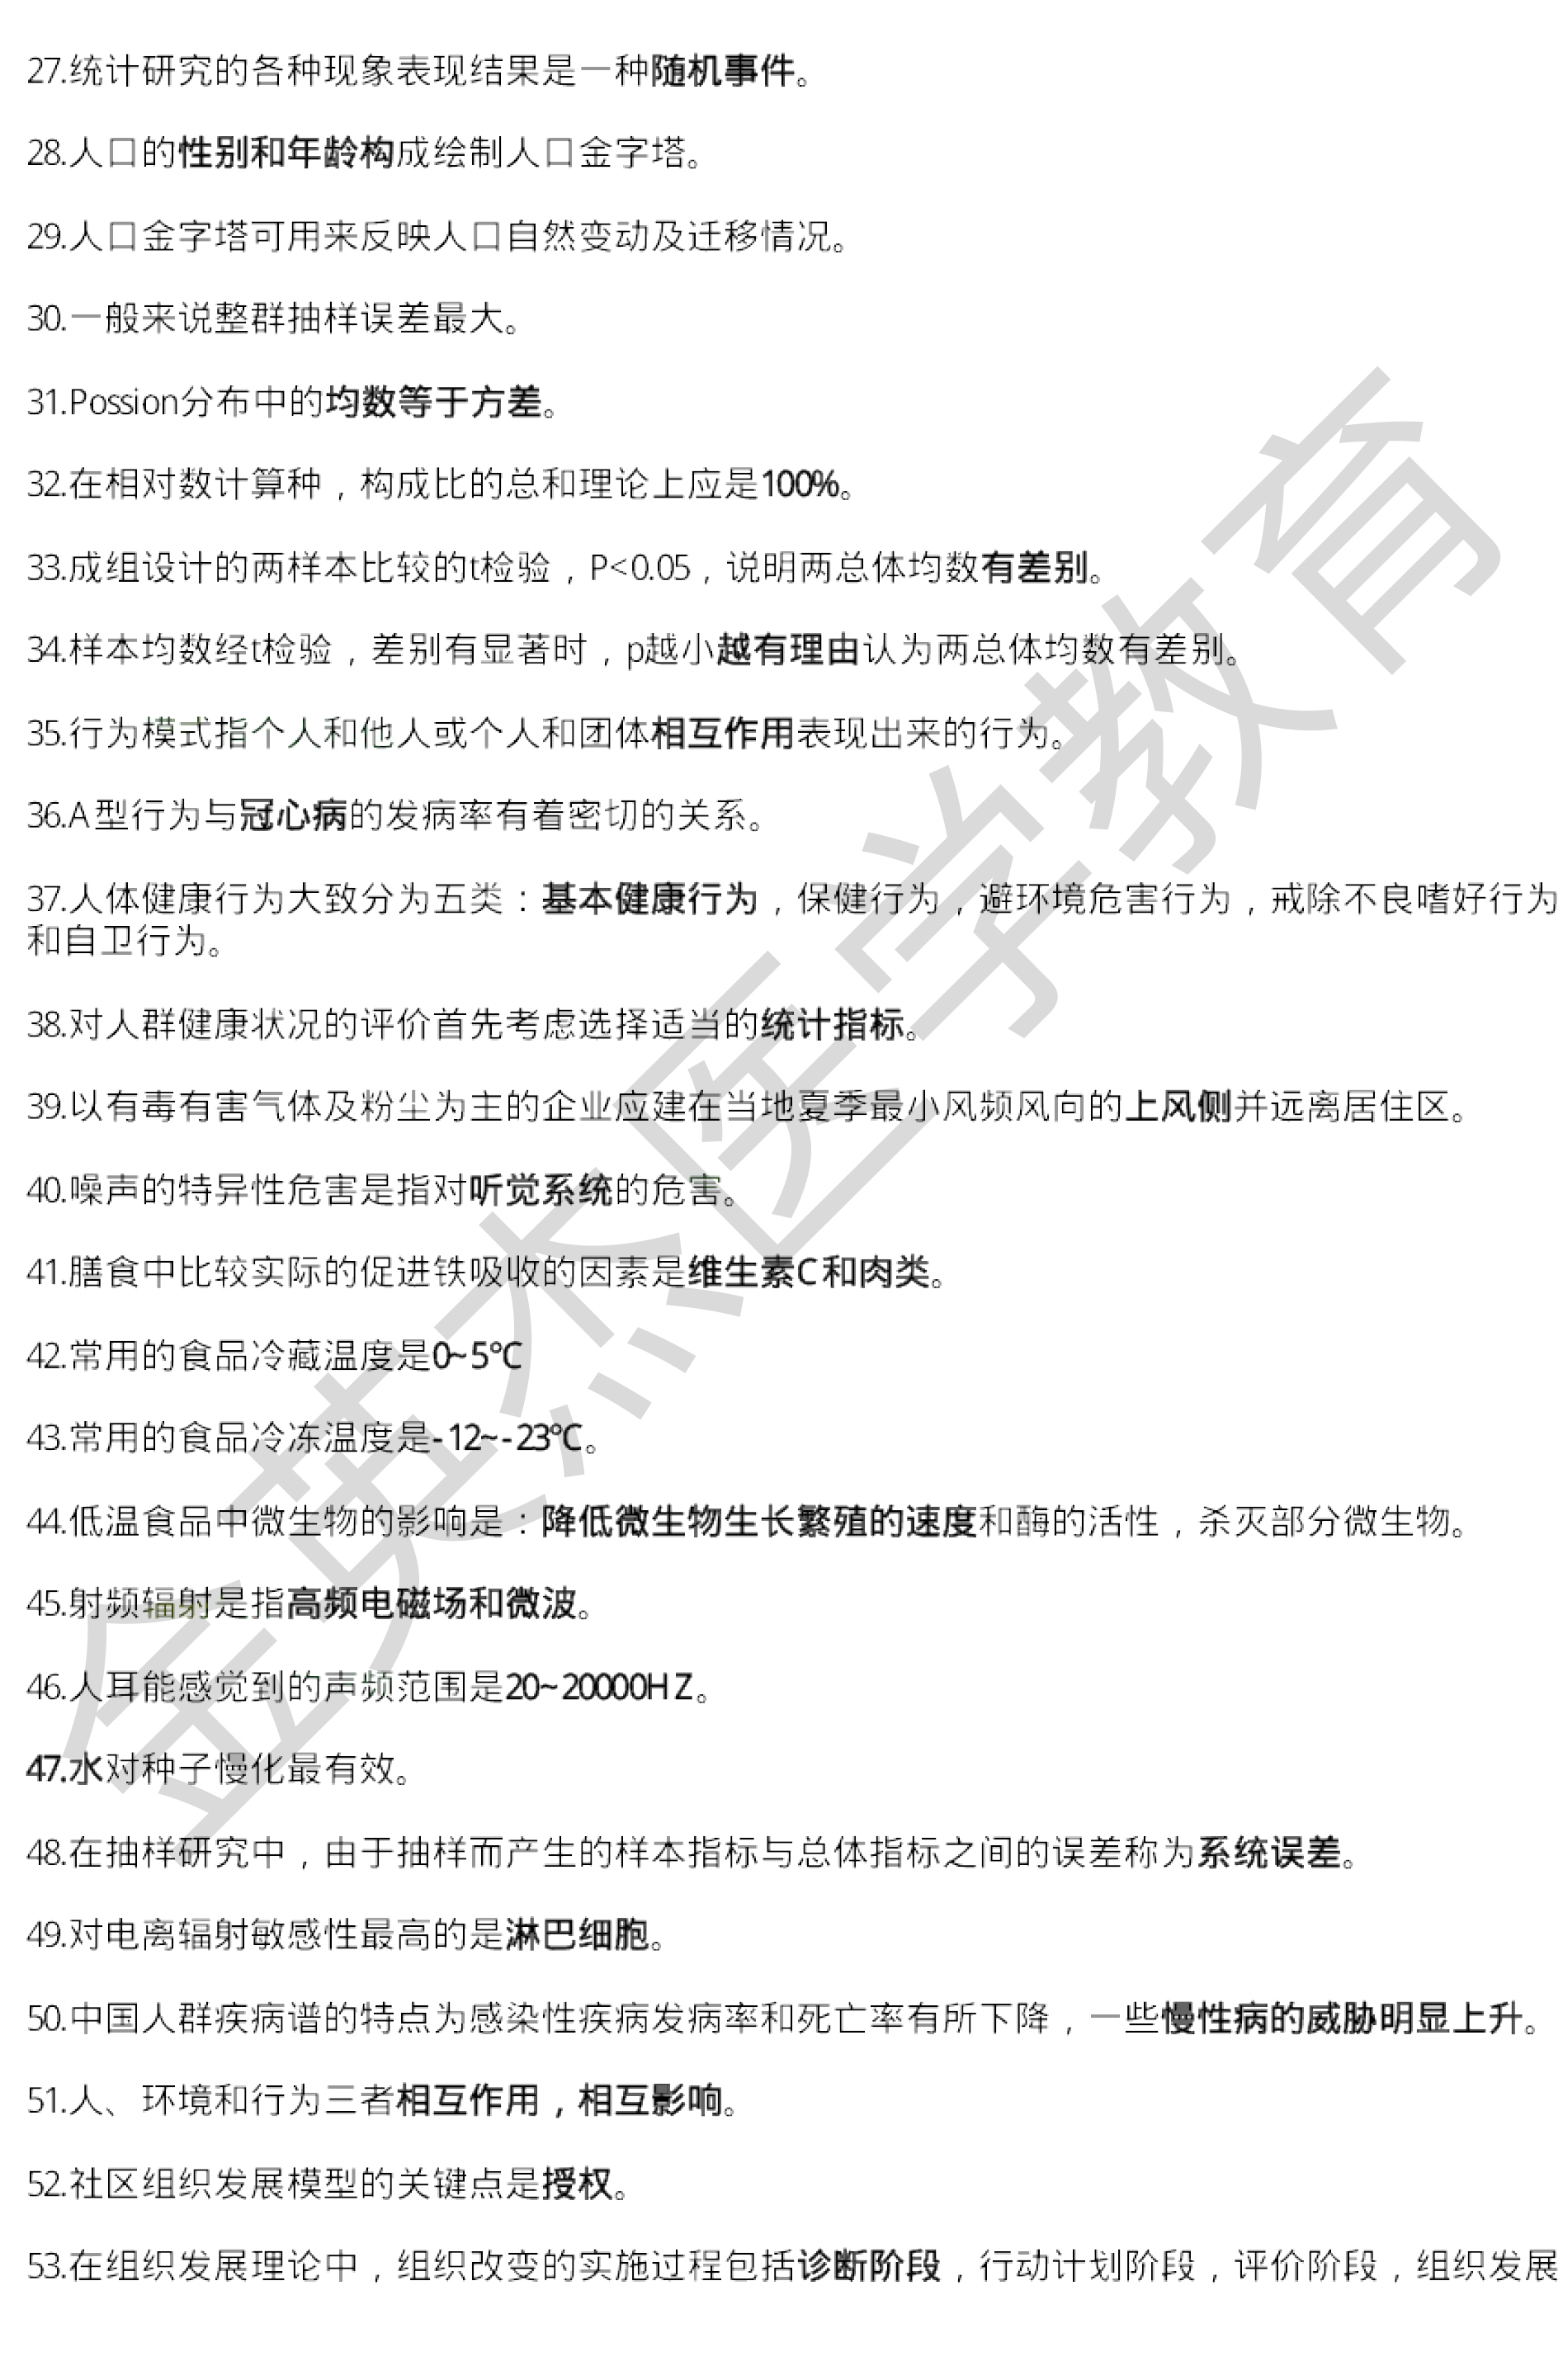 27.统计研究的各种现象表现结果是一种随机事件。
28.人口的性别和年龄构成绘制人口金字塔。
29.人口金字塔可用来反映人口自然变动及迁移情况。
30.一般来说整群抽样误差最大。
31.Possion分布中的均数等于方差。
32.在相对数计算种，构成比的总和理论上应是100%。
33.成组设计的两样本比较的t检验，P<0.05，说明两总体均数有差别。
34.样本均数经t检验，差别有显著时，p越小越有理由认为两总体均数有差别。
35.行为模式指个人和他人或个人和团体相互作用表现出来的行为。
36.A型行为与冠心病的发病率有着密切的关系。
37.人体健康行为大致分为五类：基本健康行为，保健行为，避环境危害行为，戒除不良嗜好行为
和自卫行为。
38.对人群健康状况的评价首先考虑选择适当的统计指标。
39.以有毒有害气体及粉尘为主的企业应建在当地夏季最小风频风向的上风侧并远离居住区。
40.噪声的特异性危害是指对听觉系统的危害。
41.膳食中比较实际的促进铁吸收的因素是维生素C和肉类。
42.常用的食品冷藏温度是0~5℃
43.常用的食品冷冻温度是-12~-23℃。
44.低温食品中微生物的影响是：降低微生物生长繁殖的速度和酶的活性，杀灭部分微生物。
45.射频辐射是指高频电磁场和微波。
46.人耳能感觉到的声频范围是20~20000HZ。
47.水对种子慢化最有效。
48.在抽样研究中，由于抽样而产生的样本指标与总体指标之间的误差称为系统误差。
49.对电离辐射敏感性最高的是淋巴细胞。
50.中国人群疾病谱的特点为感染性疾病发病率和死亡率有所下降，一些慢性病的威胁明显上升。
51.人、环境和行为三者相互作用，相互影响。
52.社区组织发展模型的关键点是授权。
53.在组织发展理论中，组织改变的实施过程包括诊断阶段，行动计划阶段，评价阶段，组织发展
金英杰医学教育